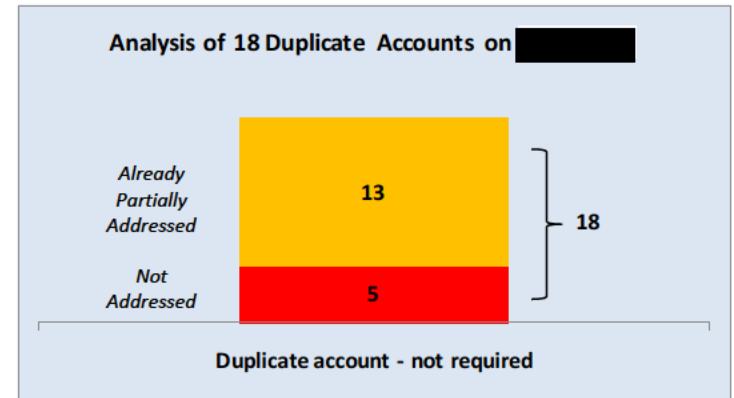 Analysis of 18 Duplicate Accounts on
Already
Partially
Addressed
13
18
Not
Addressed
5
Duplicate account - not required